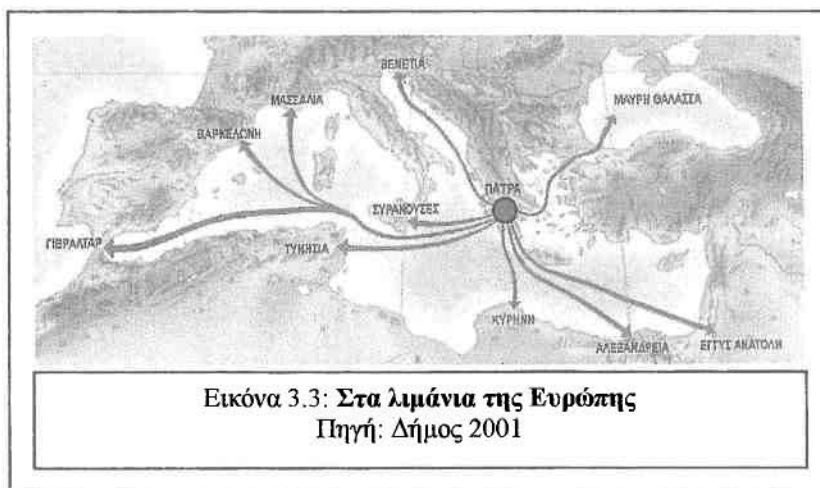 ΒΕΝΕΤΙΑ
ΜΑΣΣΑΛΙΑ
ΜΑΥΡΗ ΘΑΛΑΣΣΑ
ΒΑΡΚΕΛΩΝΗ
ΠΑΤΡΑ
ΣΥΡΑΚΟΥΣΕΣ
ΓΙΒΡΑΛΤΑΡ
ΤΥΝΗΣΙΑ
ΚΥΡΗΝΗ
ΑΛΕΞΑΝΔΡΕΙΑ
ΕΓΓΥΣ ΑΝΑΤΟΛΗ
Εικόνα 3.3: Στα λιμάνια της Ευρώπης
Πηγή: Δήμος 2001